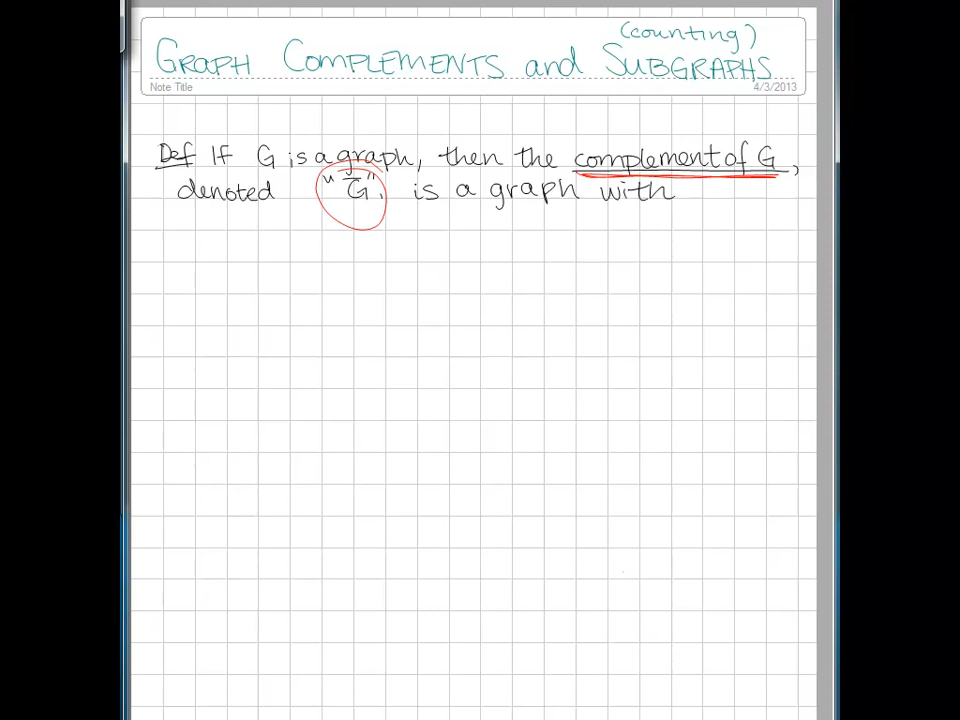 (counting)
GRAPH COMPLEMENTS and SUBGRAPHS
Note Title
4/3/2013
Def If G is a graph, then the complement of G,
denoted "G̅", is a graph with